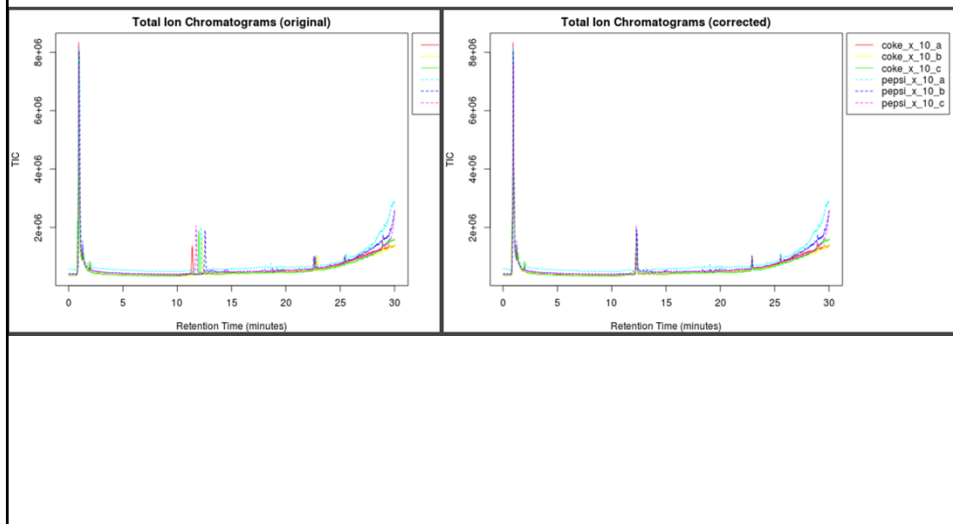 Total Ion Chromatograms (original)
TIC
8e+06
6e+06
4e+06
2e+06
0
5
10
15
20
25
30
Retention Time (minutes)
Total Ion Chromatograms (corrected)
TIC
8e+06
6e+06
4e+06
2e+06
0
5
10
15
20
25
30
Retention Time (minutes)
coke_x_10_a
coke_x_10_b
coke_x_10_c
pepsi_x_10_a
pepsi_x_10_b
pepsi_x_10_c